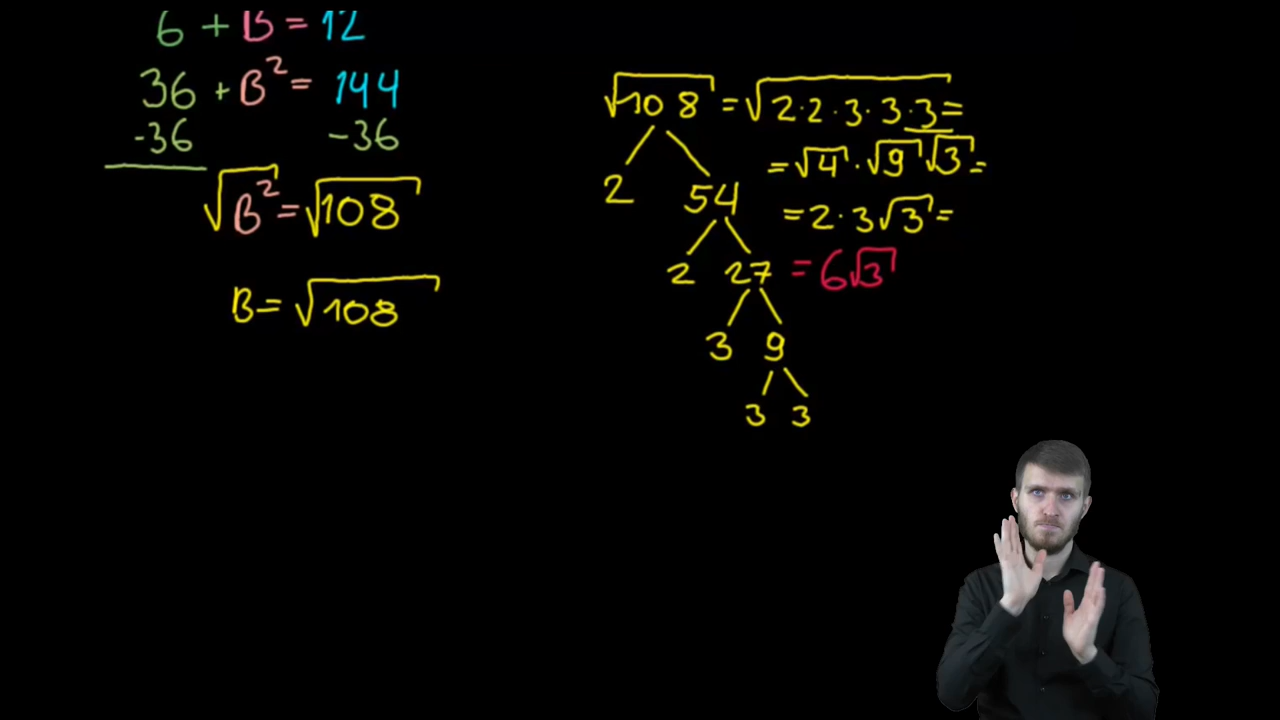 6 + B = 12
36 + B² = 144
-36 -36
√B² = √108
B = √108
√108 = √2·2·3·3·3 =
= √4 · √9 √3 =
2 54
= 2·3√3 =
2 27 = 6√3
3 9
3 3